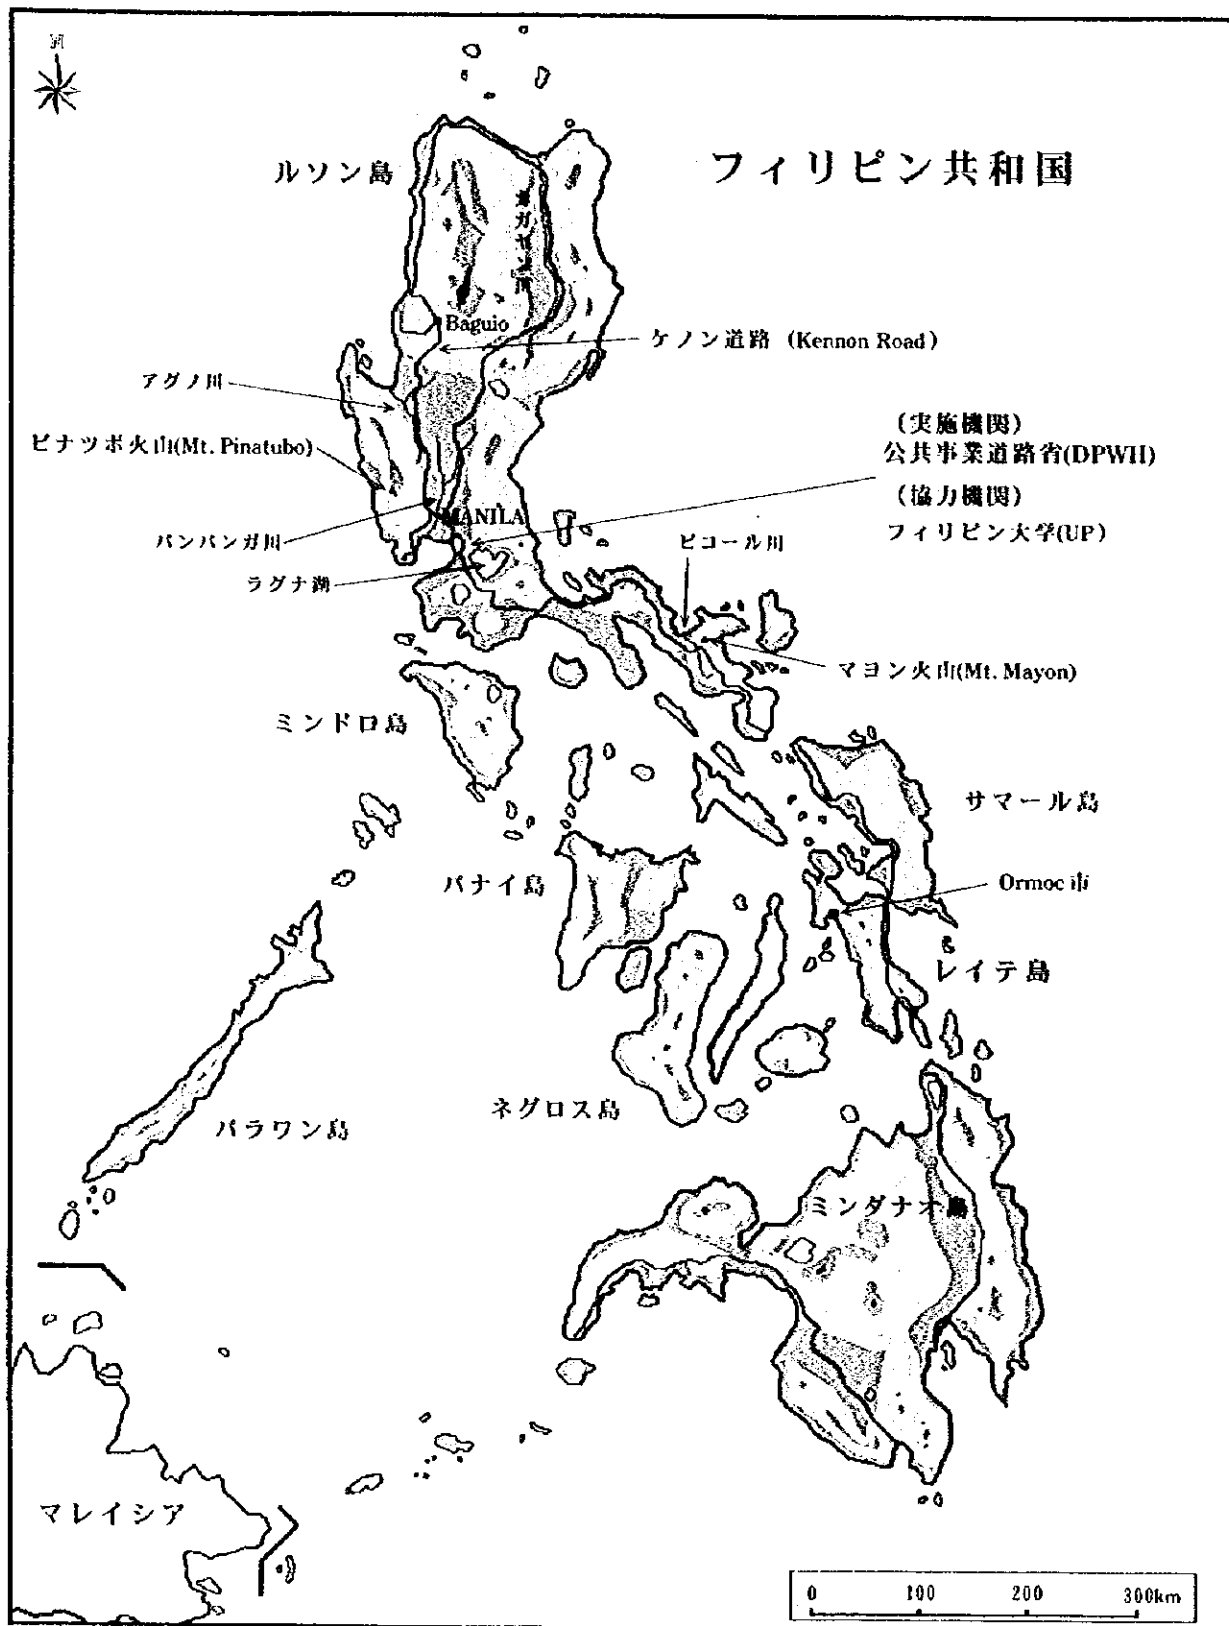 N
フィリピン共和国
ルソン島
カガヤン川
Baguio
ケノン道路 (Kennon Road)
アグノ川
(実施機関)
公共事業道路省(DPWH)
ピナツボ火山(Mt. Pinatubo)
(協力機関)
フィリピン大学(UP)
MANILA
パンパンガ川
ビコール川
ラグナ湖
マヨン火山(Mt. Mayon)
ミンドロ島
サマール島
パナイ島
Ormoc市
レイテ島
ネグロス島
パラワン島
ミンダナオ島
マレイシア
0 100 200 300km